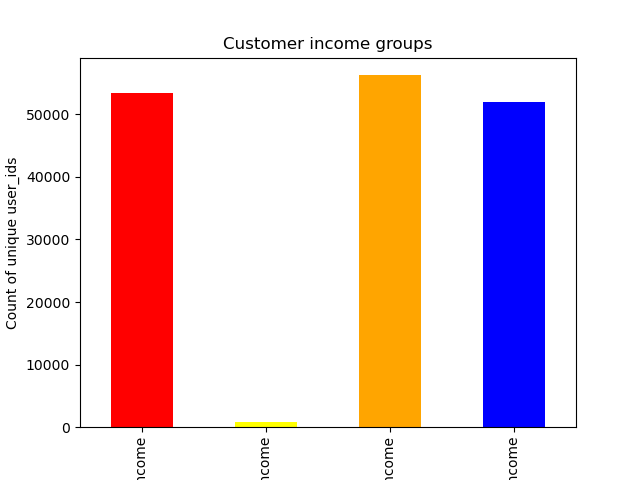 Customer income groups
Count of unique user_ids
50000
40000
30000
20000
10000
0
ncome
ncome
ncome
ncome